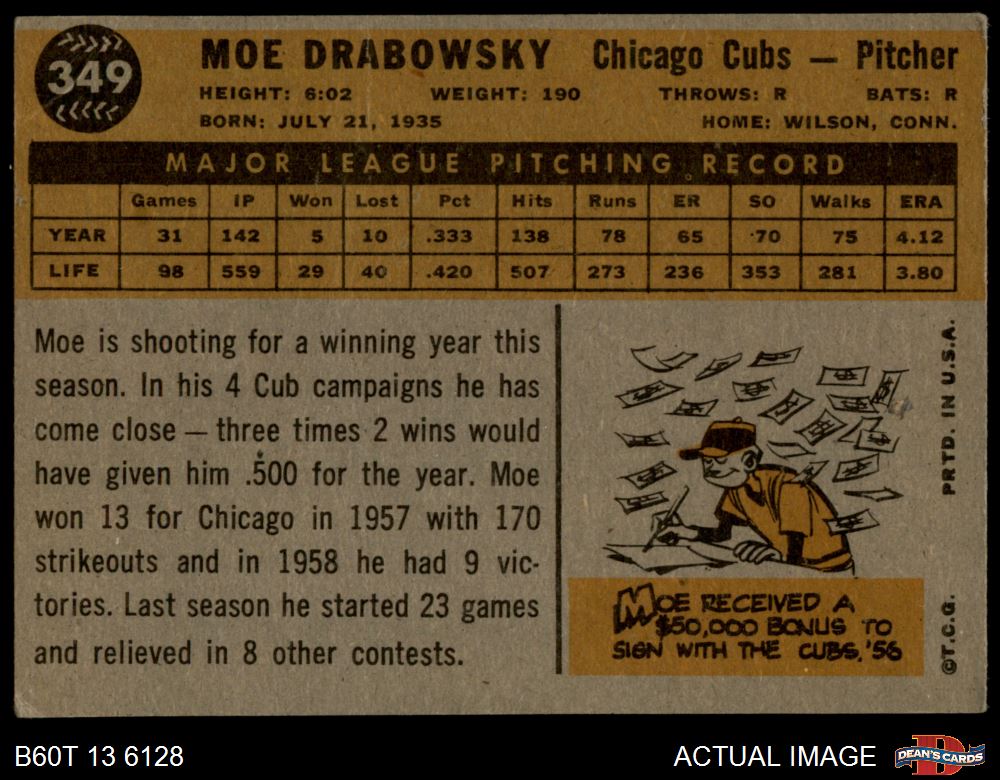 349
MOE DRABOWSKY Chicago Cubs — Pitcher
HEIGHT: 6:02 WEIGHT: 190 THROWS: R BATS: R
BORN: JULY 21, 1935 HOME: WILSON, CONN.
MAJOR LEAGUE PITCHING RECORD
Games IP Won Lost Pct Hits Runs ER SO Walks ERA
YEAR 31 142 5 10 .333 138 78 65 70 75 4.12
LIFE 98 559 29 40 .420 507 273 236 353 281 3.80
Moe is shooting for a winning year this
season. In his 4 Cub campaigns he has
come close — three times 2 wins would
have given him .500 for the year. Moe
won 13 for Chicago in 1957 with 170
strikeouts and in 1958 he had 9 vic-
tories. Last season he started 23 games
and relieved in 8 other contests.
MOE RECEIVED A
$50,000 BONUS TO
SIGN WITH THE CUBS, '56
©T.C.G. PRTD. IN U.S.A.
B60T 13 6128
ACTUAL IMAGE
D
DEAN'S CARDS